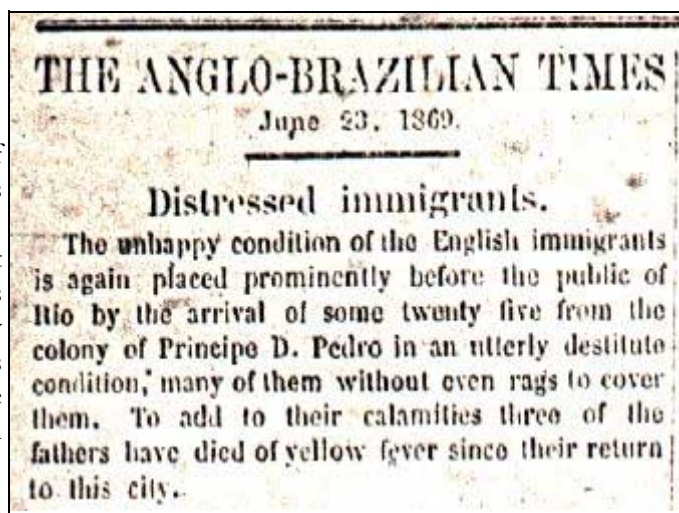 THE ANGLO-BRAZILIAN TIMES
June 23. 1869.
Distressed immigrants.
The unhappy condition of the English immigrants
is again placed prominently before the public of
Rio by the arrival of some twenty five from the
colony of Principe D. Pedro in an utterly destitute
condition, many of them without even rags to cover
them. To add to their calamities three of the
fathers have died of yellow fever since their return
to this city.